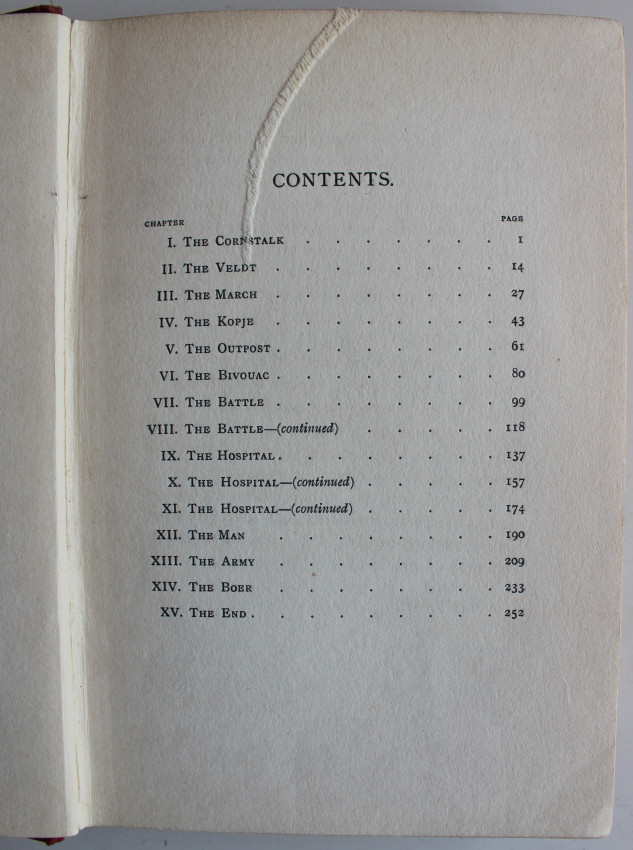 CONTENTS.
CHAPTER PAGE
I. THE CORNSTALK . . . . . . . 1
II. THE VELDT . . . . . . . . 14
III. THE MARCH . . . . . . . . 27
IV. THE KOPJE . . . . . . . . 43
V. THE OUTPOST . . . . . . . . 61
VI. THE BIVOUAC . . . . . . . . 80
VII. THE BATTLE . . . . . . . . 99
VIII. THE BATTLE—(continued) . . . . . 118
IX. THE HOSPITAL . . . . . . . . 137
X. THE HOSPITAL—(continued) . . . . . 157
XI. THE HOSPITAL—(continued) . . . . . 174
XII. THE MAN . . . . . . . . 190
XIII. THE ARMY . . . . . . . . 209
XIV. THE BOER . . . . . . . . 233
XV. THE END . . . . . . . . . 252